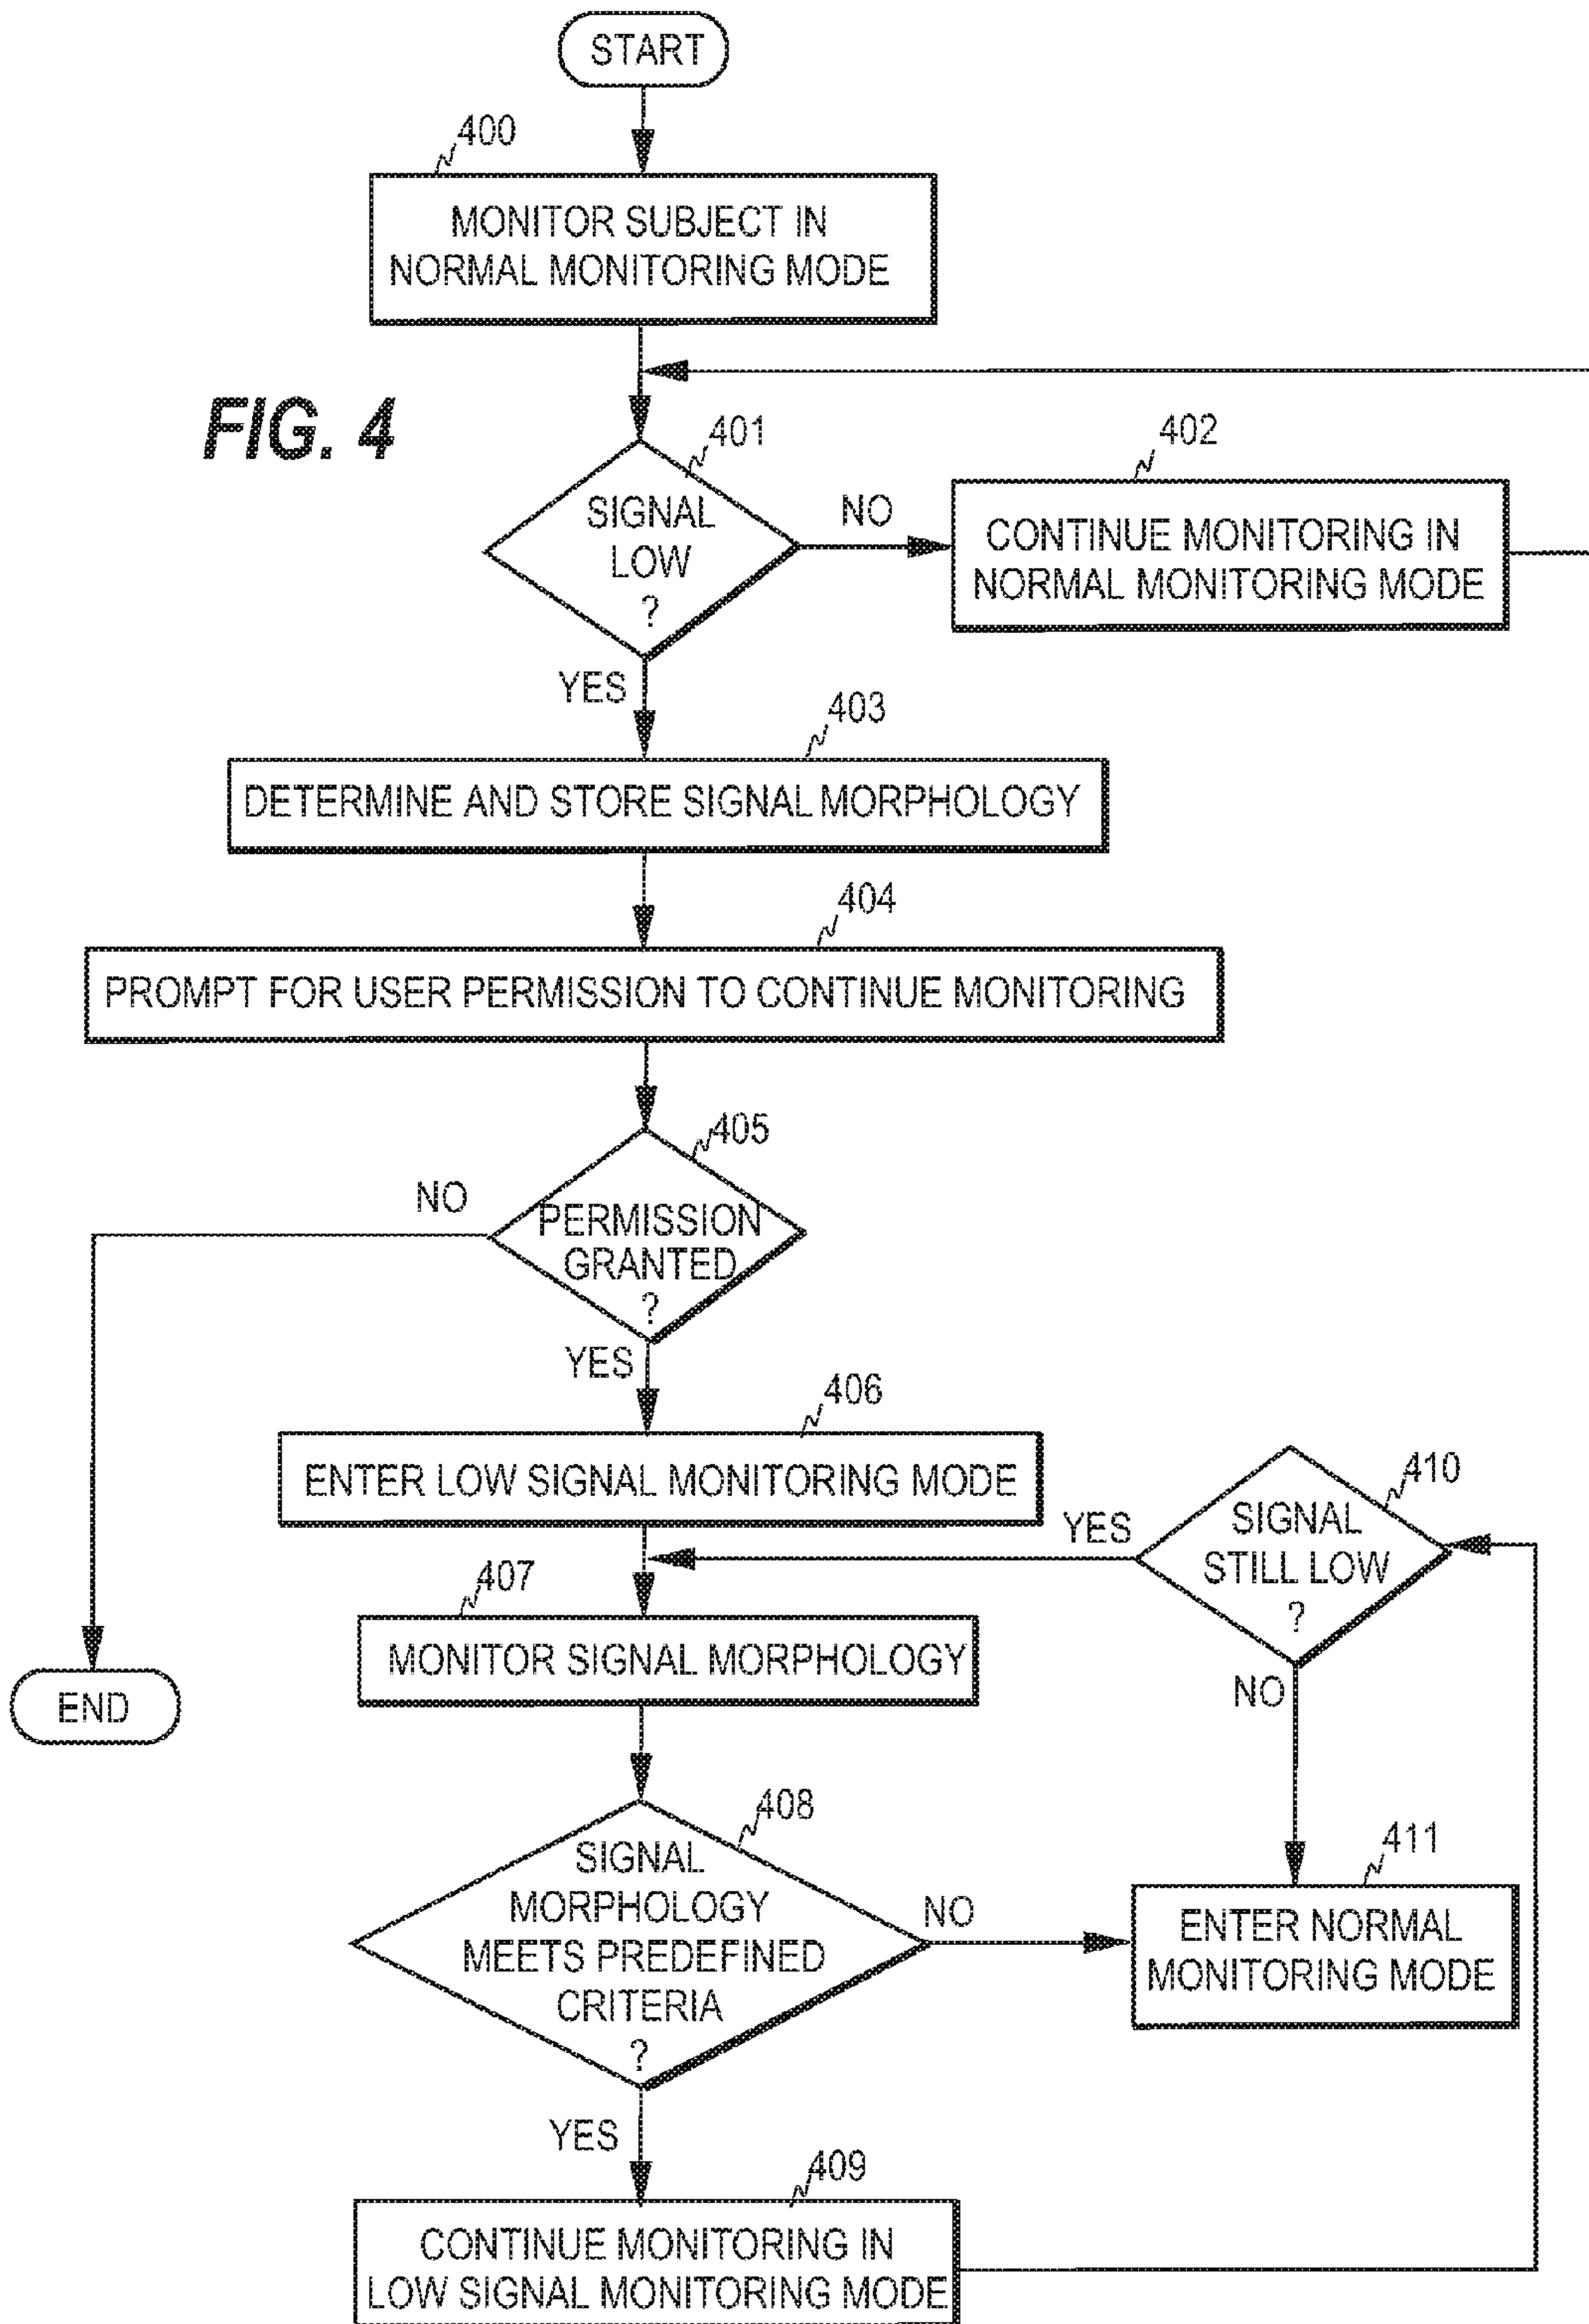 START
400
MONITOR SUBJECT IN
NORMAL MONITORING MODE
FIG. 4
401
SIGNAL
LOW
?
NO
402
CONTINUE MONITORING IN
NORMAL MONITORING MODE
YES
403
DETERMINE AND STORE SIGNAL MORPHOLOGY
404
PROMPT FOR USER PERMISSION TO CONTINUE MONITORING
405
NO
PERMISSION
GRANTED
?
YES
406
ENTER LOW SIGNAL MONITORING MODE
410
SIGNAL
STILL LOW
?
YES
NO
407
MONITOR SIGNAL MORPHOLOGY
END
408
SIGNAL
MORPHOLOGY
MEETS PREDEFINED
CRITERIA
?
NO
411
ENTER NORMAL
MONITORING MODE
YES
409
CONTINUE MONITORING IN
LOW SIGNAL MONITORING MODE